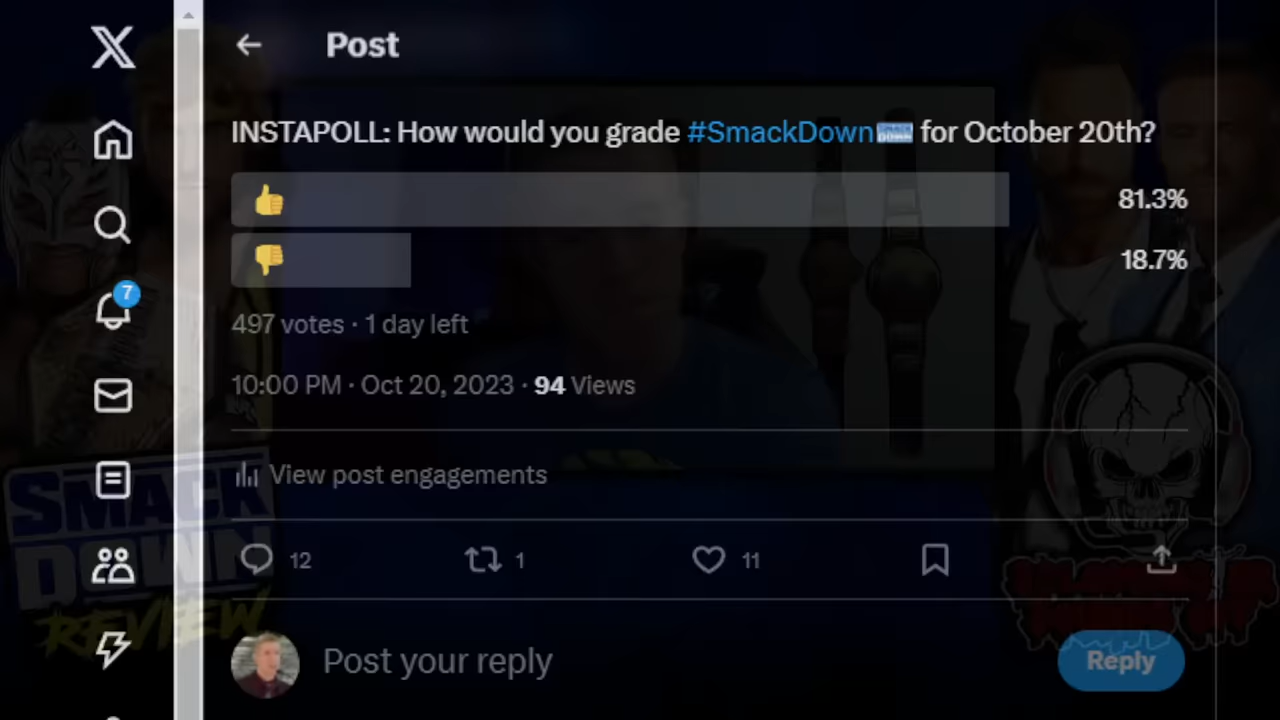 Post
INSTAPOLL: How would you grade #SmackDown for October 20th?
👍 81.3%
👎 18.7%
497 votes · 1 day left
10:00 PM · Oct 20, 2023 · 94 Views
View post engagements
12 1 11
Post your reply
Reply
7
SMACK
DOWN
REVIEW